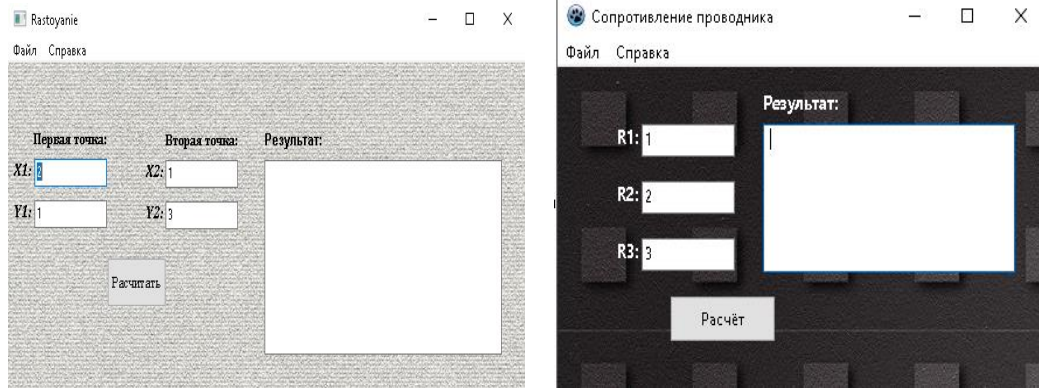 Rastoyanie
Файл Справка
Первая точка: Вторая точка: Результат:
X1: 2 X2: 1
Y1: 1 Y2: 3
Расчитать
Сопротивление проводника
Файл Справка
Результат:
R1: 1
R2: 2
R3: 3
Расчёт